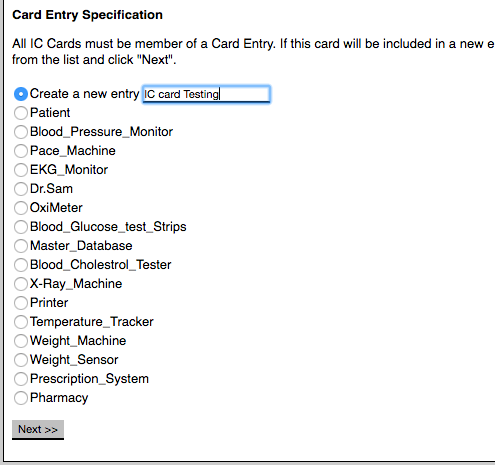 Card Entry Specification
All IC Cards must be member of a Card Entry. If this card will be included in a new e
from the list and click "Next".
Create a new entry IC card Testing
Patient
Blood_Pressure_Monitor
Pace_Machine
EKG_Monitor
Dr.Sam
OxiMeter
Blood_Glucose_test_Strips
Master_Database
Blood_Cholestrol_Tester
X-Ray_Machine
Printer
Temperature_Tracker
Weight_Machine
Weight_Sensor
Prescription_System
Pharmacy
Next >>